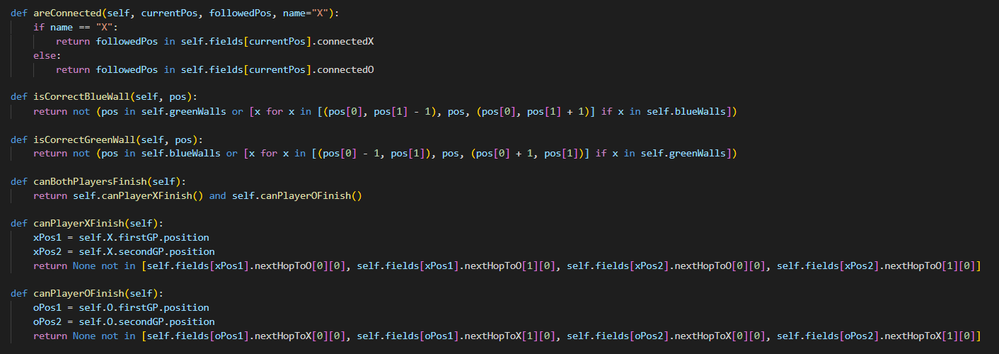 def areConnected(self, currentPos, followedPos, name="X"):
    if name == "X":
        return followedPos in self.fields[currentPos].connectedX
    else:
        return followedPos in self.fields[currentPos].connectedO
def isCorrectBlueWall(self, pos):
    return not (pos in self.greenWalls or [x for x in [(pos[0], pos[1] - 1), pos, (pos[0], pos[1] + 1)] if x in self.blueWalls])
def isCorrectGreenWall(self, pos):
    return not (pos in self.blueWalls or [x for x in [(pos[0] - 1, pos[1]), pos, (pos[0] + 1, pos[1])] if x in self.greenWalls])
def canBothPlayersFinish(self):
    return self.canPlayerXFinish() and self.canPlayerOFinish()
def canPlayerXFinish(self):
    xPos1 = self.X.firstGP.position
    xPos2 = self.X.secondGP.position
    return None not in [self.fields[xPos1].nextHopToO[0][0], self.fields[xPos1].nextHopToO[1][0], self.fields[xPos2].nextHopToO[0][0], self.fields[xPos2].nextHopToO[1][0]]
def canPlayerOFinish(self):
    oPos1 = self.O.firstGP.position
    oPos2 = self.O.secondGP.position
    return None not in [self.fields[oPos1].nextHopToX[0][0], self.fields[oPos1].nextHopToX[1][0], self.fields[oPos2].nextHopToX[0][0], self.fields[oPos2].nextHopToX[1][0]]